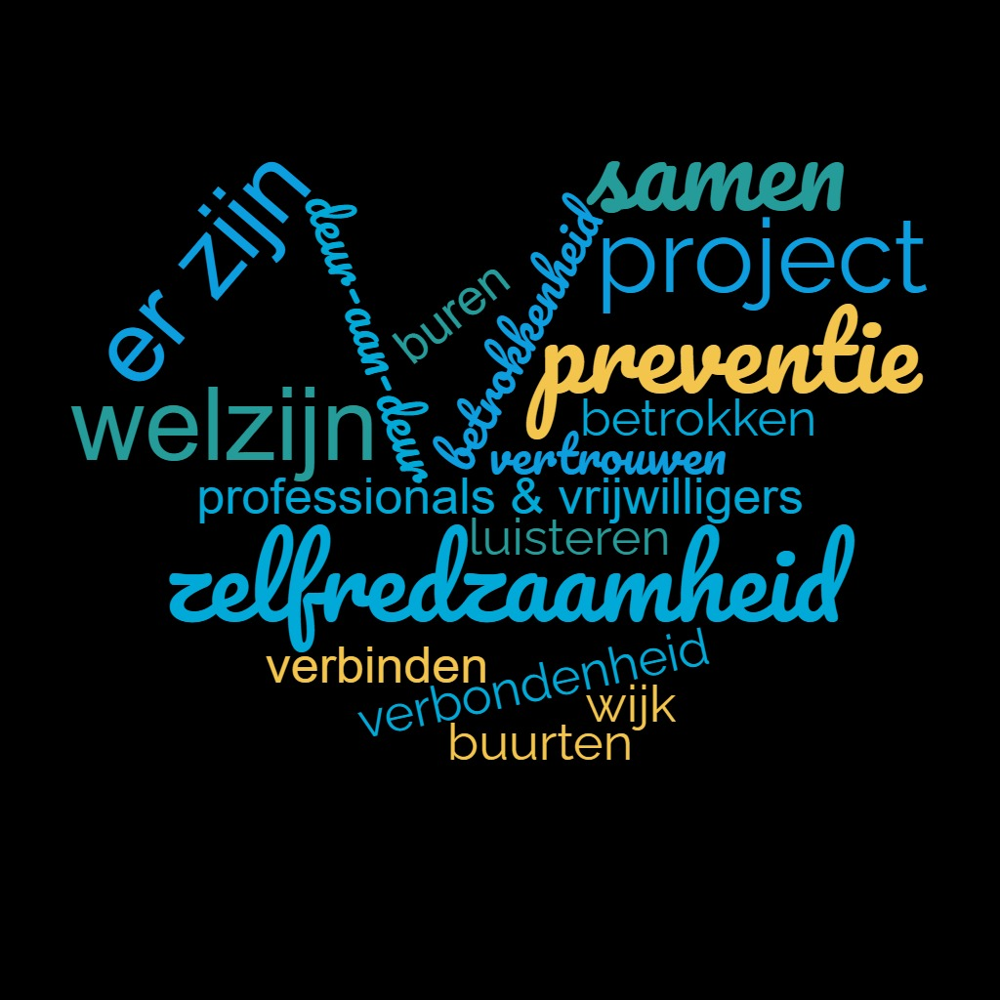 er zijn
deur-aan-deur
buren
betrokkenheid
samen
project
preventie
welzijn
betrokken
vertrouwen
professionals & vrijwilligers
luisteren
zelfredzaamheid
verbinden
verbondenheid
wijk
buurten